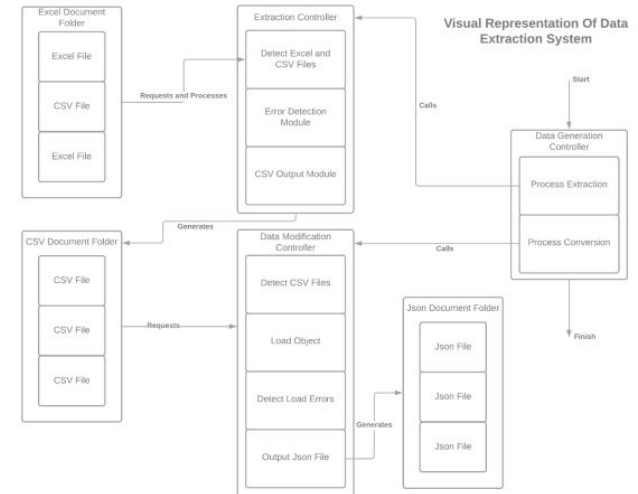 Excel Document
Folder
Excel File
CSV File
Excel File
Requests and Processes
Extraction Controller
Detect Excel and
CSV Files
Error Detection
Module
CSV Output Module
Visual Representation Of Data
Extraction System
Start
Calls
Data Generation
Controller
Process Extraction
Process Conversion
Finish
Generates
CSV Document Folder
CSV File
CSV File
CSV File
Requests
Data Modification
Controller
Calls
Detect CSV Files
Load Object
Detect Load Errors
Output Json File
Generates
Json Document Folder
Json File
Json File
Json File